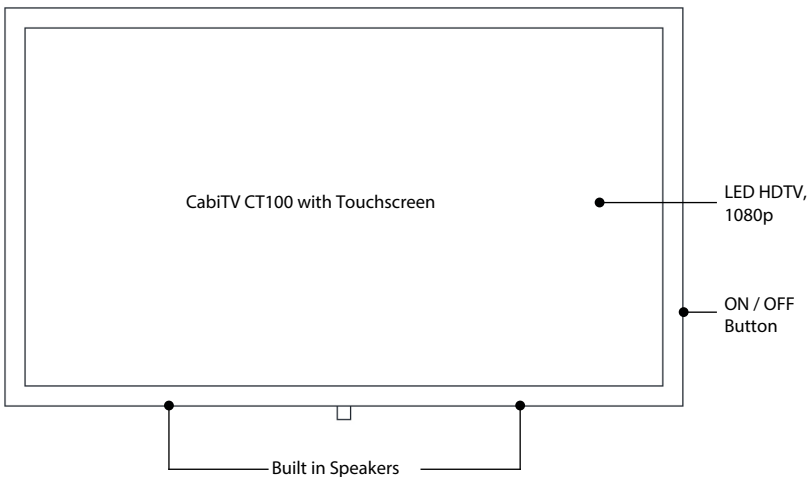 CabiTV CT100 with Touchscreen
LED HDTV,
1080p
ON / OFF
Button
Built in Speakers